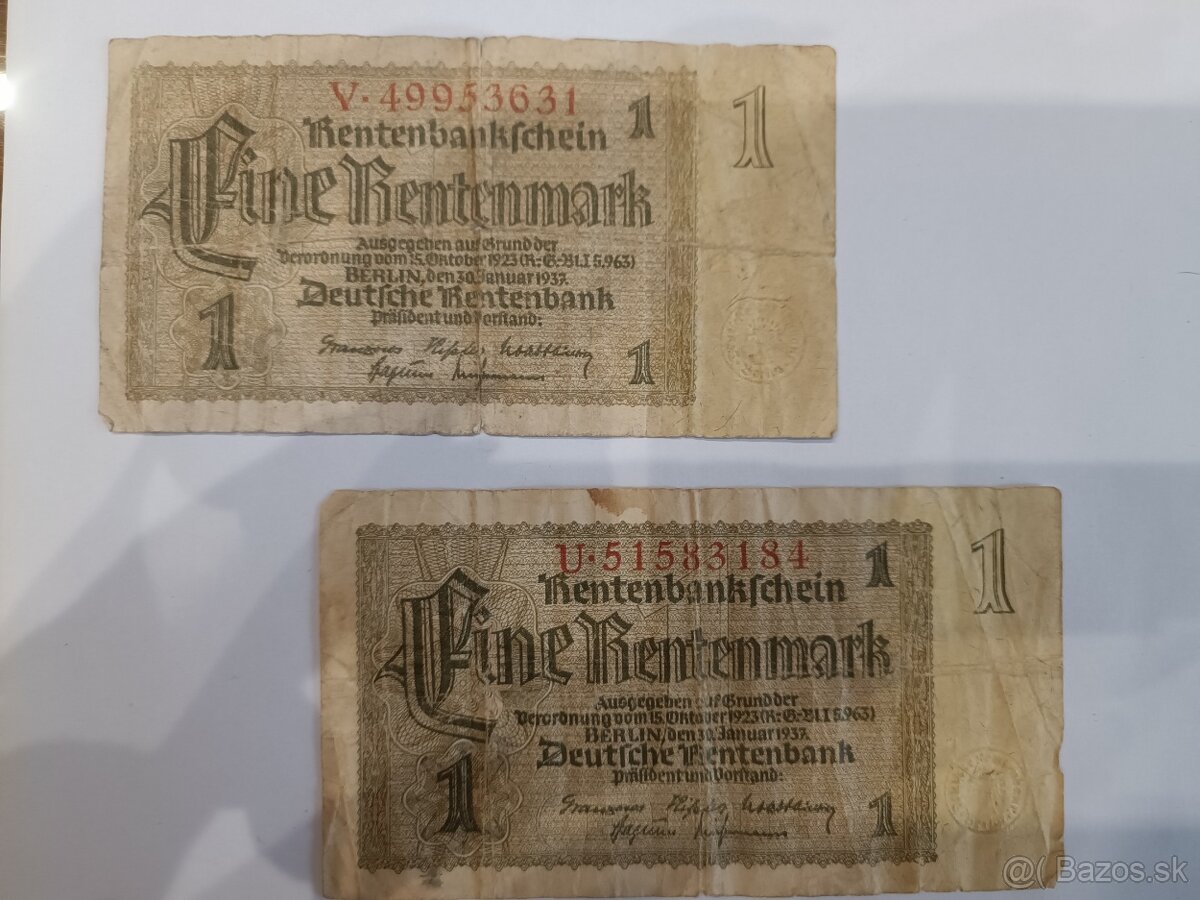 V·49953631
Rentenbankschein
1
1
Eine Rentenmark
Ausgegeben auf Grund der
Verordnung vom 15. Oktober 1923 (R.-G.-Bl. I S. 963)
BERLIN, den 30. Januar 1937.
Deutsche Rentenbank
Präsident und Vorstand:
1
1
U·51583184
Rentenbankschein
1
1
Eine Rentenmark
Ausgegeben auf Grund der
Verordnung vom 15. Oktober 1923 (R.-G.-Bl. I S. 963)
BERLIN, den 30. Januar 1937.
Deutsche Rentenbank
Präsident und Vorstand:
1
1
Bazos.sk